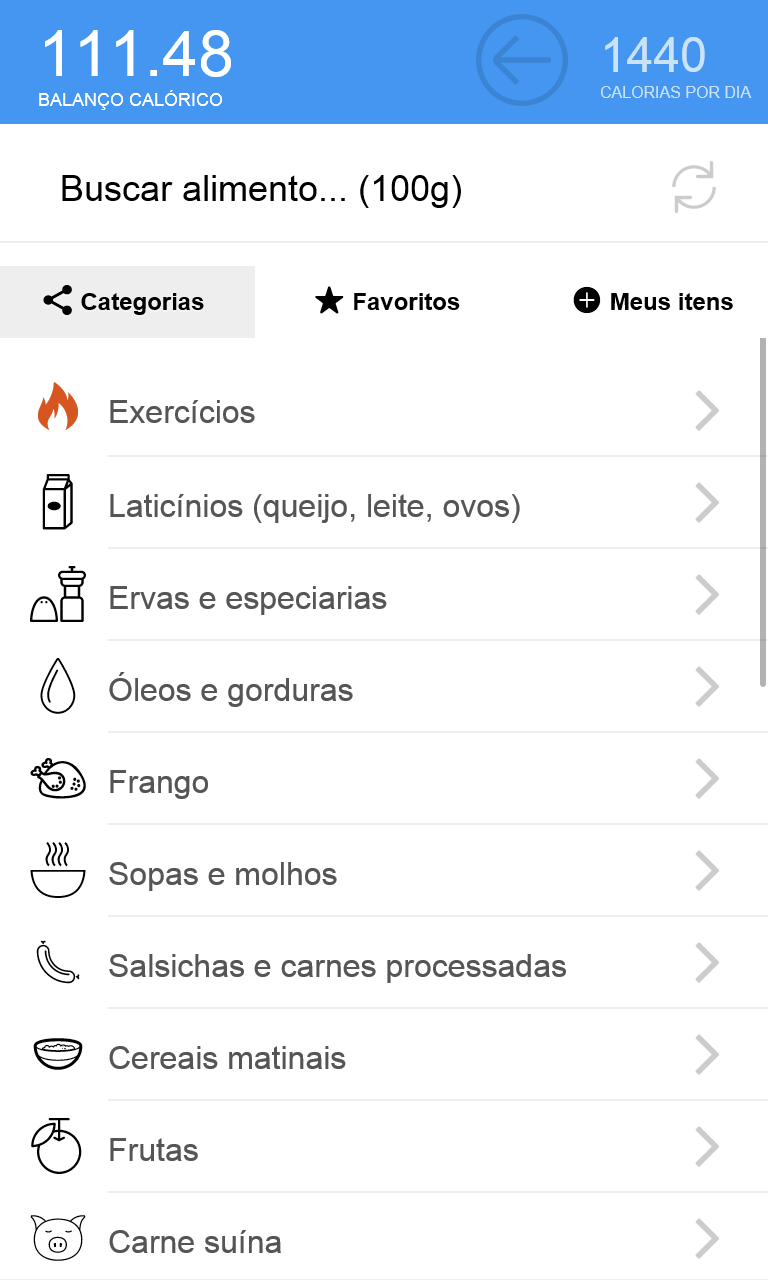 111.48
BALANÇO CALÓRICO
1440
CALORIAS POR DIA
Buscar alimento... (100g)
Categorias
Favoritos
Meus itens
Exercícios
Laticínios (queijo, leite, ovos)
Ervas e especiarias
Óleos e gorduras
Frango
Sopas e molhos
Salsichas e carnes processadas
Cereais matinais
Frutas
Carne suína